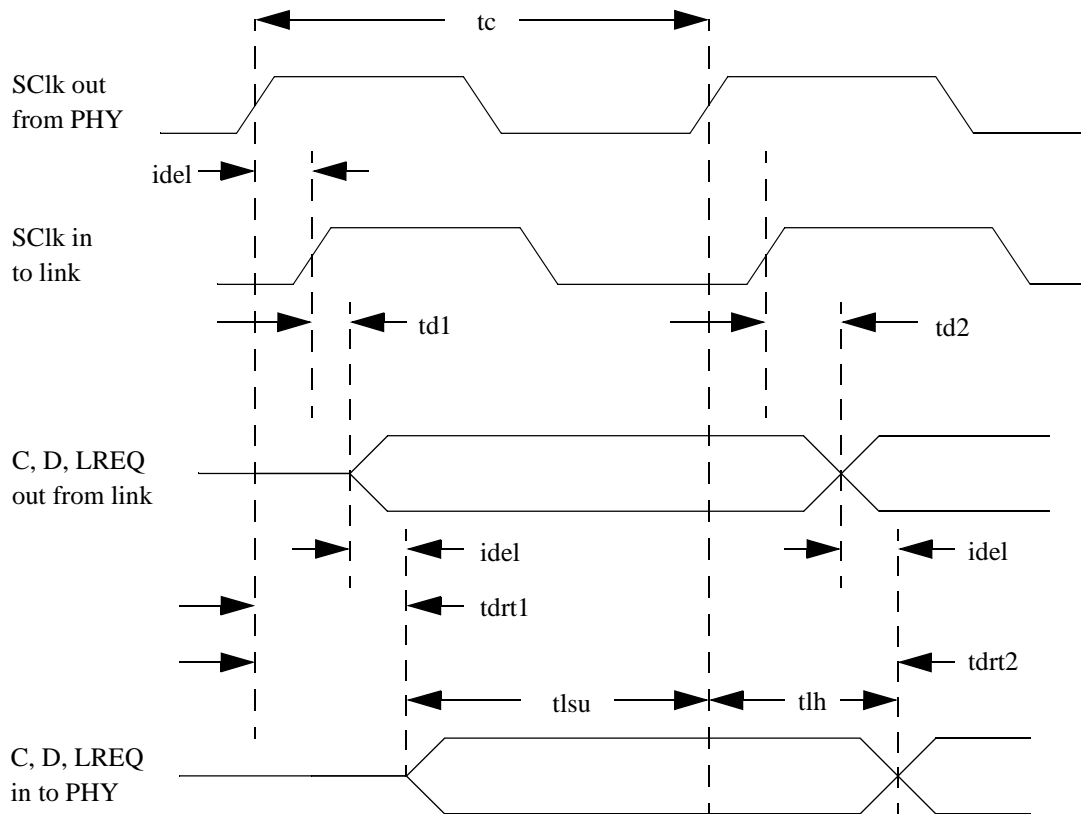 tc
SClk out
from PHY
idel
SClk in
to link
td1
td2
C, D, LREQ
out from link
idel
idel
tdrt1
tdrt2
tlsu
tlh
C, D, LREQ
in to PHY